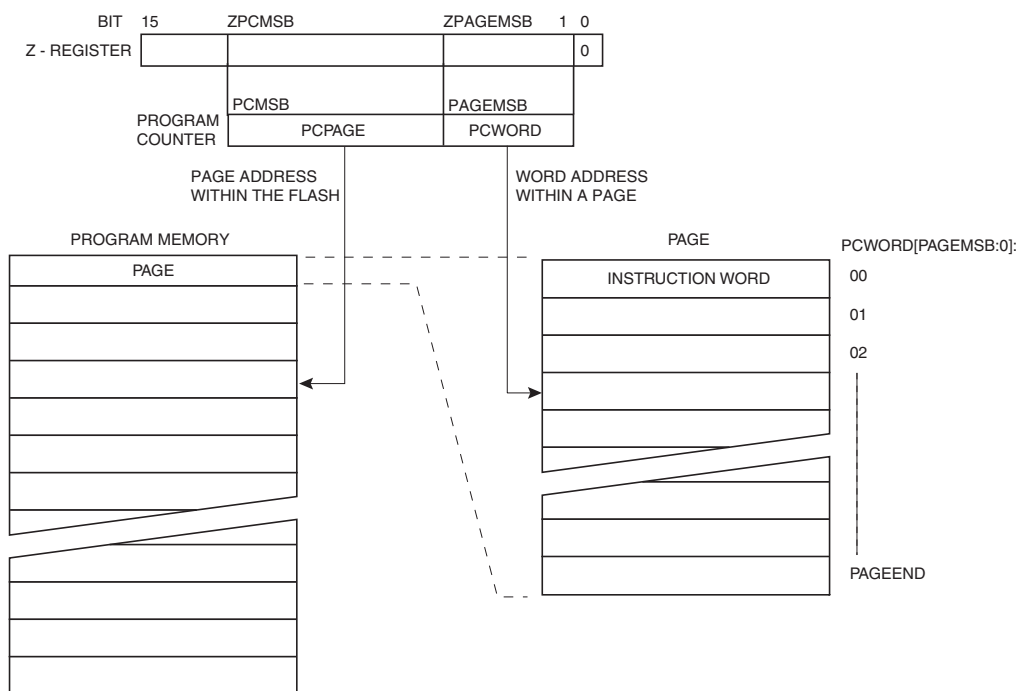 BIT 15 ZPCMSB ZPAGEMSB 1 0
Z - REGISTER 0
PCMSB PAGEMSB
PROGRAM
COUNTER
PCPAGE PCWORD
PAGE ADDRESS
WITHIN THE FLASH
WORD ADDRESS
WITHIN A PAGE
PROGRAM MEMORY
PAGE
PAGE
PCWORD[PAGEMSB:0]:
INSTRUCTION WORD
00
01
02
PAGEEND